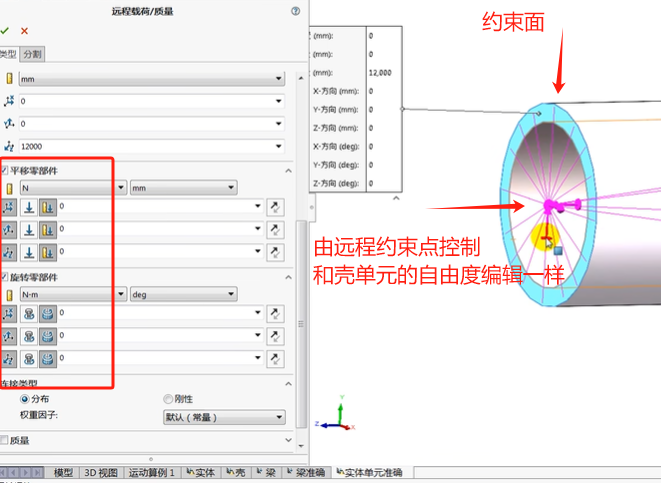 远程载荷/质量
类型 分割
mm
0
0
12000
平移零部件
N mm
0
0
0
旋转零部件
N-m deg
0
0
0
连接类型
分布 刚性
权重因子: 默认（常量）
质量
(mm): 0
(mm): 0
(mm): 12,000
X-方向 (mm): 0
Y-方向 (mm): 0
Z-方向 (mm): 0
X-方向 (deg): 0
Y-方向 (deg): 0
Z-方向 (deg): 0
约束面
由远程约束点控制
和壳单元的自由度编辑一样
Y
Z X
模型 3D 视图 运动算例 1 实体 壳 梁 梁准确 实体单元准确